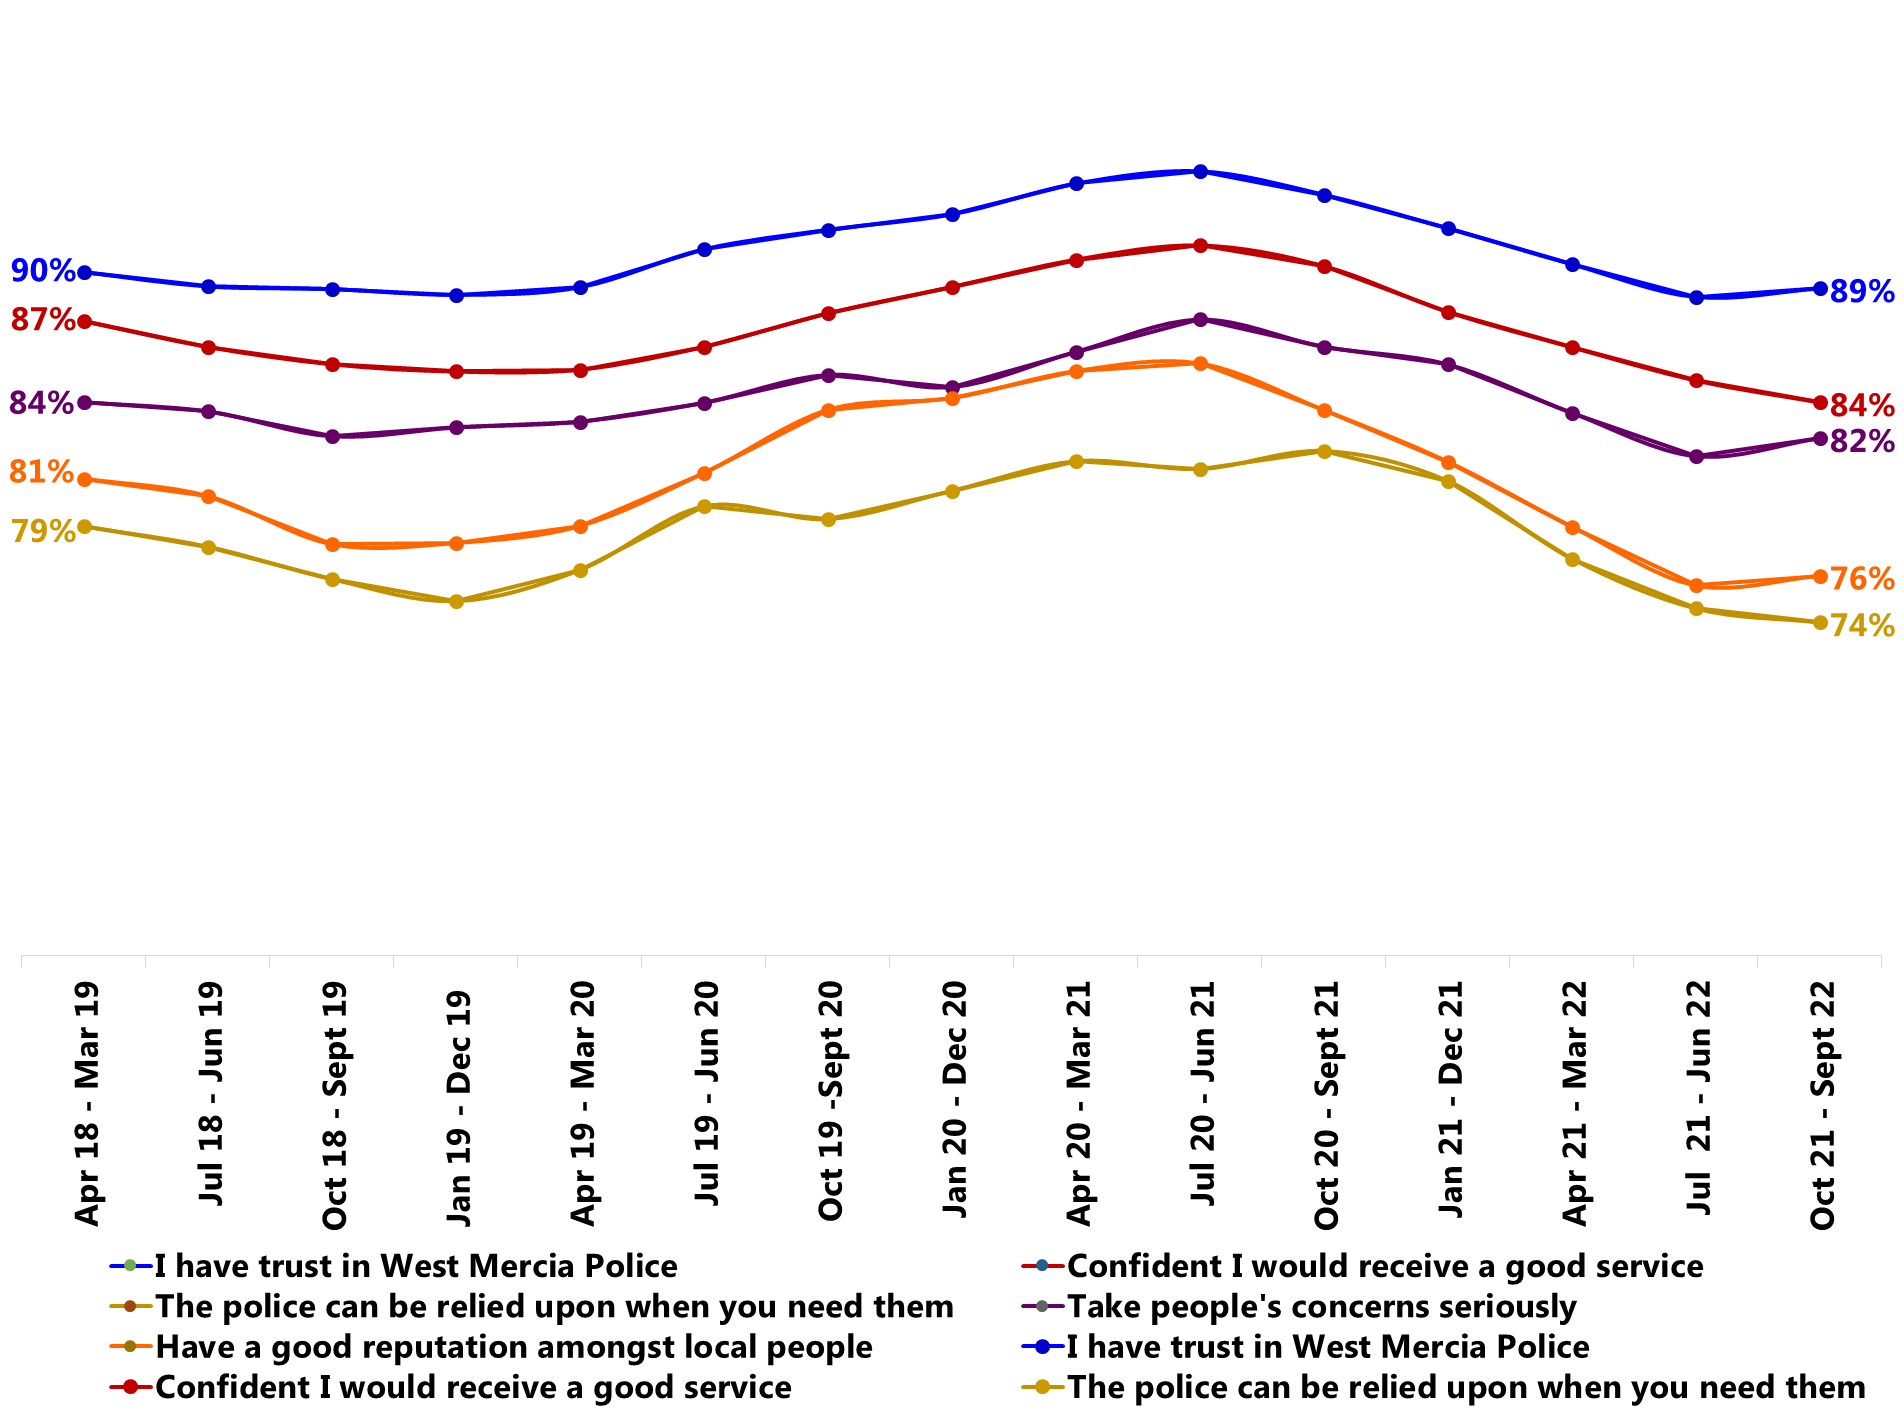 90%
87%
84%
81%
79%
89%
84%
82%
76%
74%
Apr 18 - Mar 19
Jul 18 - Jun 19
Oct 18 - Sept 19
Jan 19 - Dec 19
Apr 19 - Mar 20
Jul 19 - Jun 20
Oct 19 -Sept 20
Jan 20 - Dec 20
Apr 20 - Mar 21
Jul 20 - Jun 21
Oct 20 - Sept 21
Jan 21 - Dec 21
Apr 21 - Mar 22
Jul  21 - Jun 22
Oct 21 - Sept 22
I have trust in West Mercia Police
Confident I would receive a good service
The police can be relied upon when you need them
Take people's concerns seriously
Have a good reputation amongst local people
I have trust in West Mercia Police
Confident I would receive a good service
The police can be relied upon when you need them